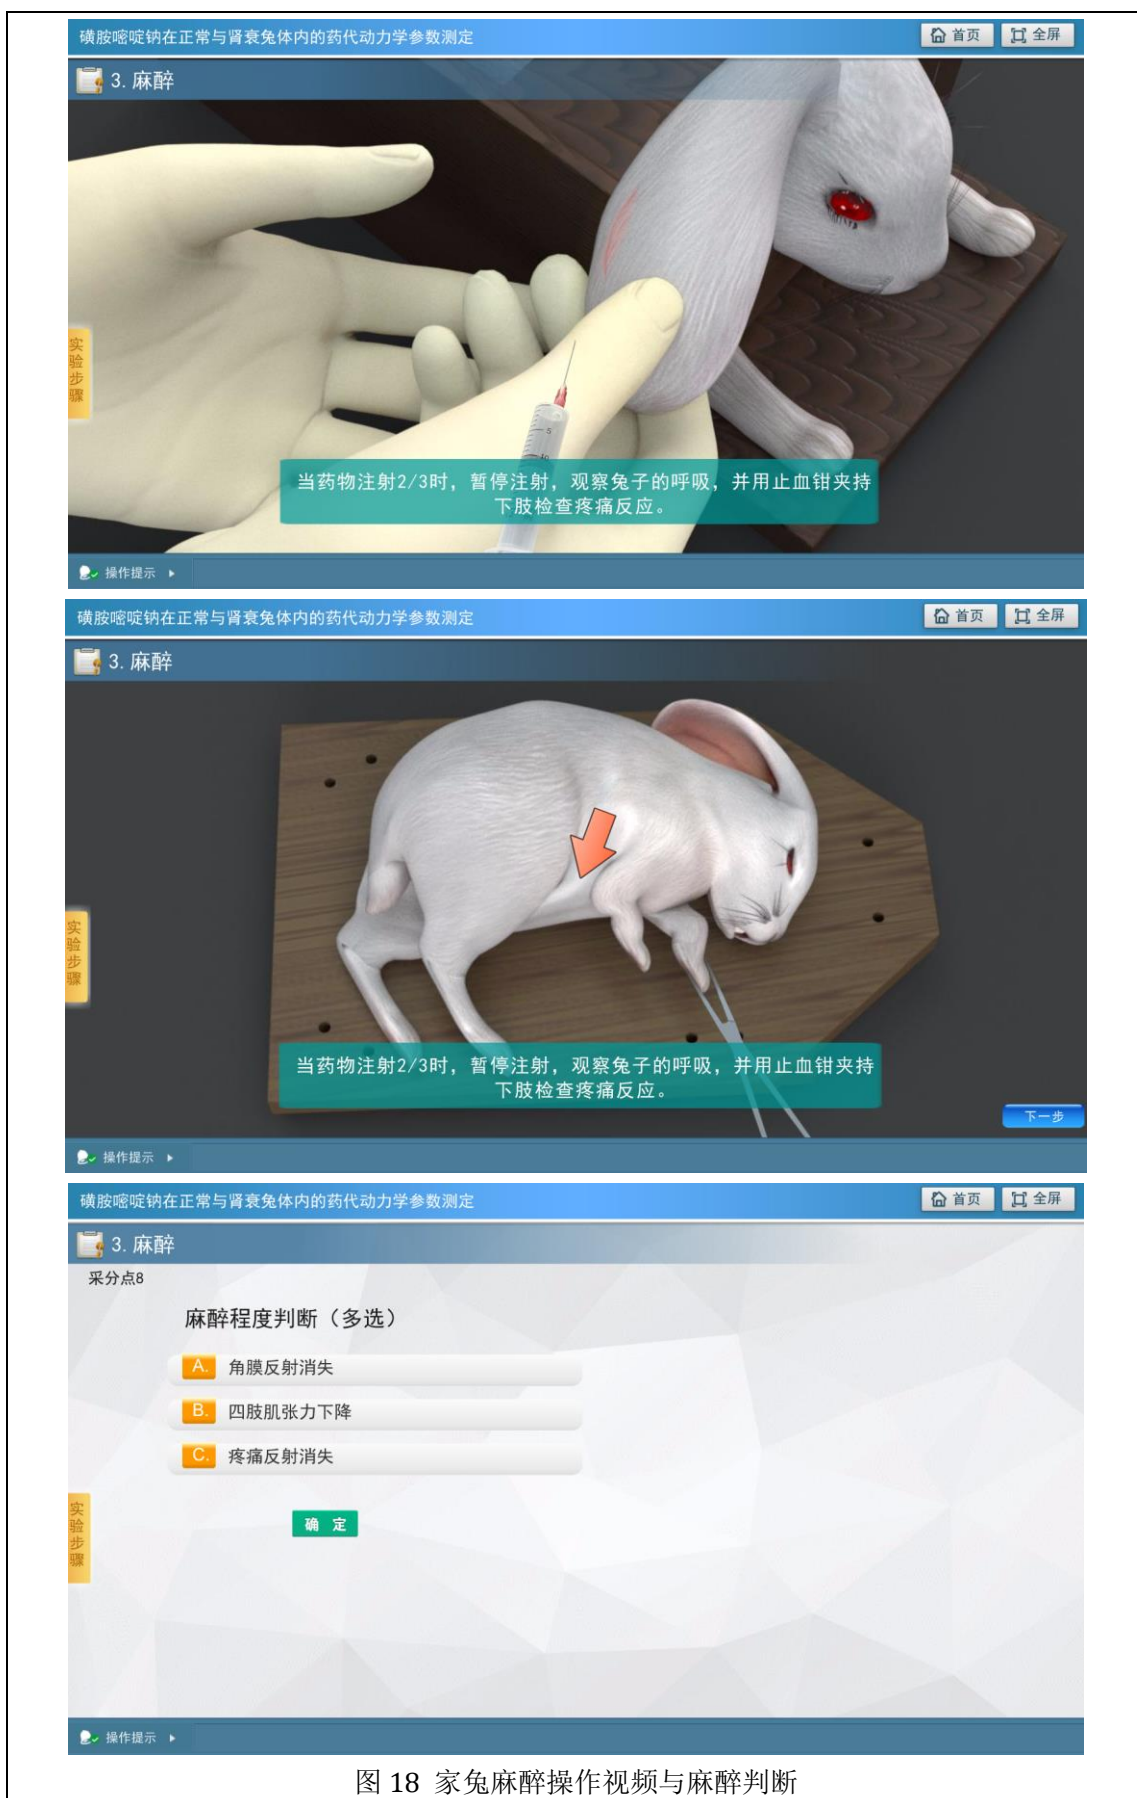 磺胺嘧啶钠在正常与肾衰兔体内的药代动力学参数测定
首页
全屏
3. 麻醉
实验步骤
5
10
当药物注射2/3时，暂停注射，观察兔子的呼吸，并用止血钳夹持
下肢检查疼痛反应。
操作提示
磺胺嘧啶钠在正常与肾衰兔体内的药代动力学参数测定
首页
全屏
3. 麻醉
实验步骤
当药物注射2/3时，暂停注射，观察兔子的呼吸，并用止血钳夹持
下肢检查疼痛反应。
下一步
操作提示
磺胺嘧啶钠在正常与肾衰兔体内的药代动力学参数测定
首页
全屏
3. 麻醉
采分点8
麻醉程度判断（多选）
A. 角膜反射消失
B. 四肢肌张力下降
C. 疼痛反射消失
确 定
实验步骤
操作提示
图 18 家兔麻醉操作视频与麻醉判断